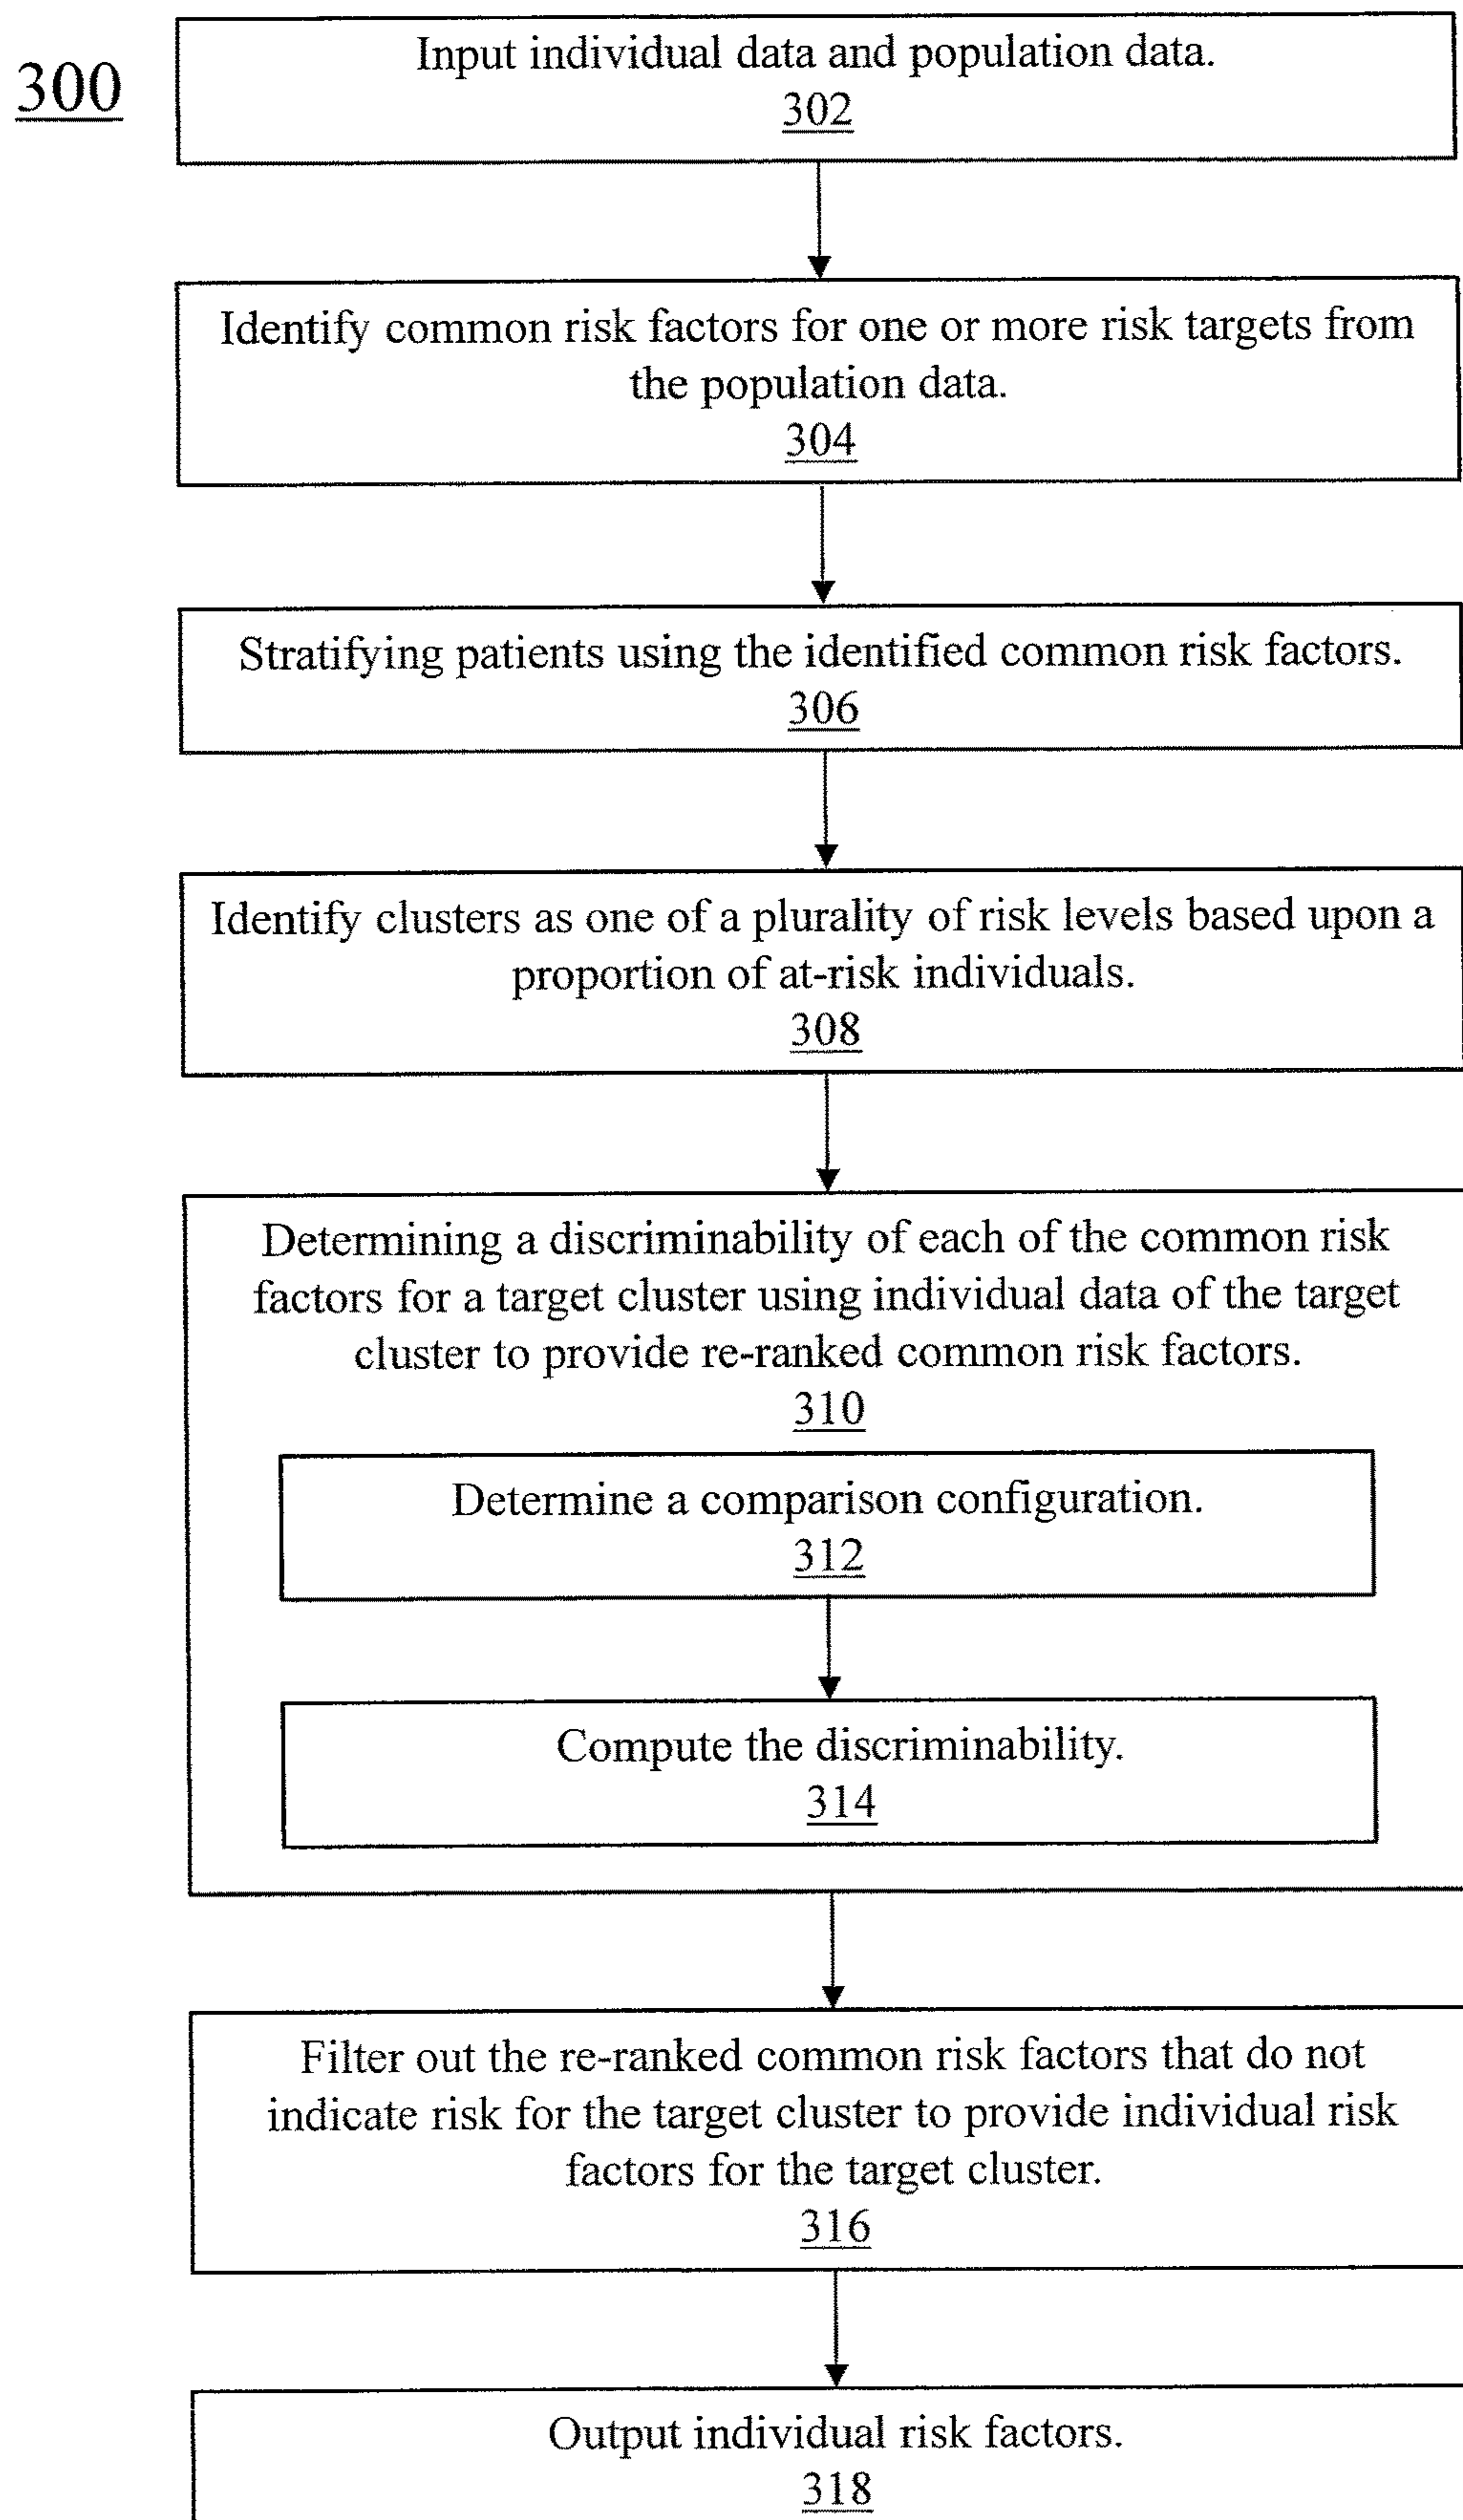 300
Input individual data and population data.
302
Identify common risk factors for one or more risk targets from
the population data.
304
Stratifying patients using the identified common risk factors.
306
Identify clusters as one of a plurality of risk levels based upon a
proportion of at-risk individuals.
308
Determining a discriminability of each of the common risk
factors for a target cluster using individual data of the target
cluster to provide re-ranked common risk factors.
310
Determine a comparison configuration.
312
Compute the discriminability.
314
Filter out the re-ranked common risk factors that do not
indicate risk for the target cluster to provide individual risk
factors for the target cluster.
316
Output individual risk factors.
318